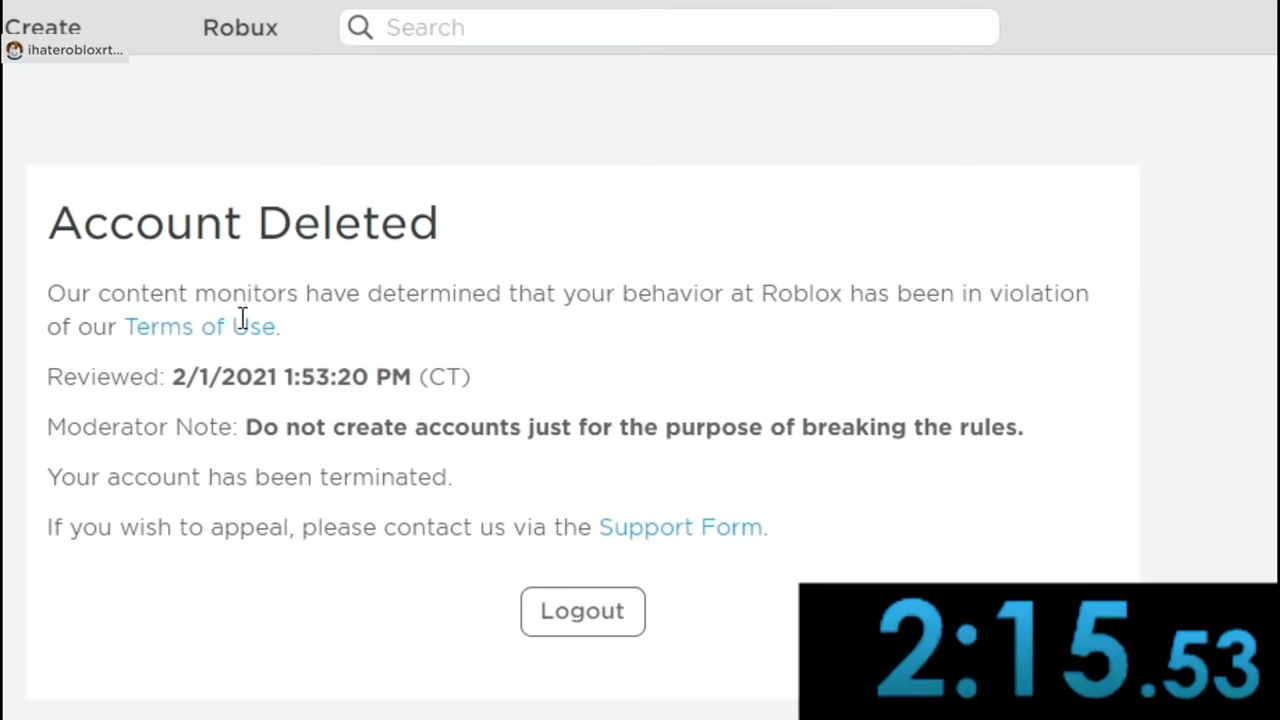 Create
Robux
Search
ihaterobloxrt...
Account Deleted
Our content monitors have determined that your behavior at Roblox has been in violation
of our Terms of Use.
Reviewed: 2/1/2021 1:53:20 PM (CT)
Moderator Note: Do not create accounts just for the purpose of breaking the rules.
Your account has been terminated.
If you wish to appeal, please contact us via the Support Form.
Logout
2:15.53